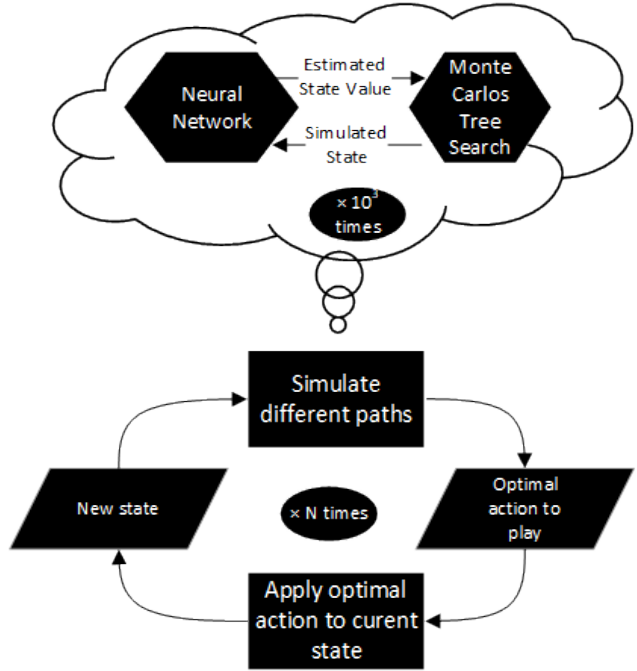 Neural
Network
Estimated
State Value
Simulated
State
Monte
Carlos
Tree
Search
× 10³
times
Simulate
different paths
New state
× N times
Optimal
action to
play
Apply optimal
action to curent
state